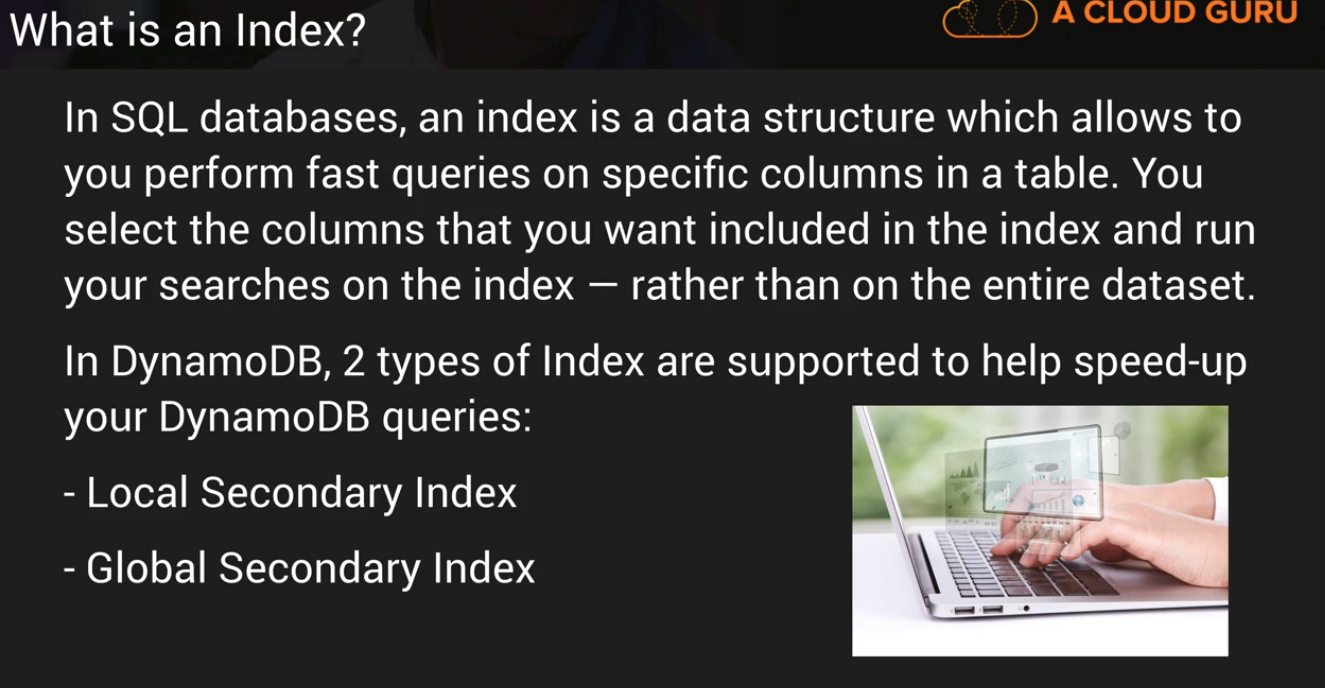 What is an Index?
A CLOUD GURU
In SQL databases, an index is a data structure which allows to
you perform fast queries on specific columns in a table. You
select the columns that you want included in the index and run
your searches on the index — rather than on the entire dataset.
In DynamoDB, 2 types of Index are supported to help speed-up
your DynamoDB queries:
- Local Secondary Index
- Global Secondary Index